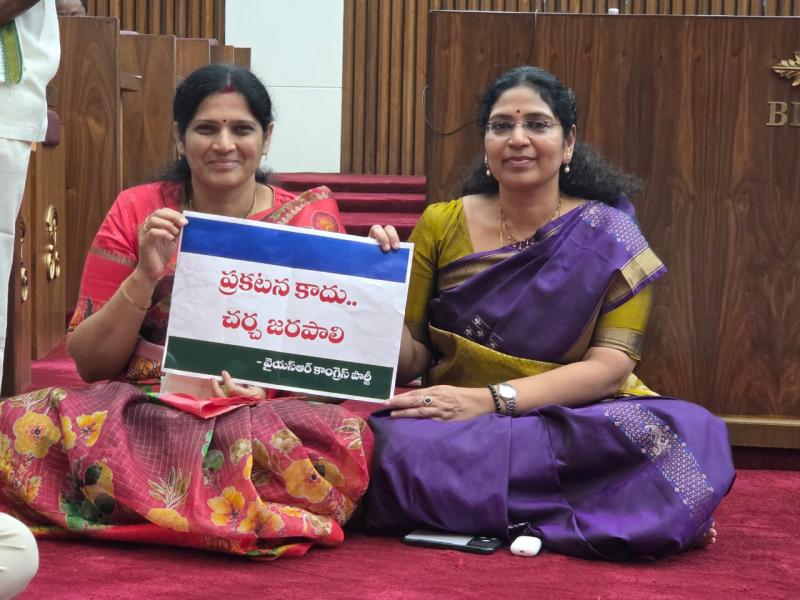 ప్రకటన కాదు..
చర్చ జరపాలి
- వైయస్ఆర్ కాంగ్రెస్ పార్టీ